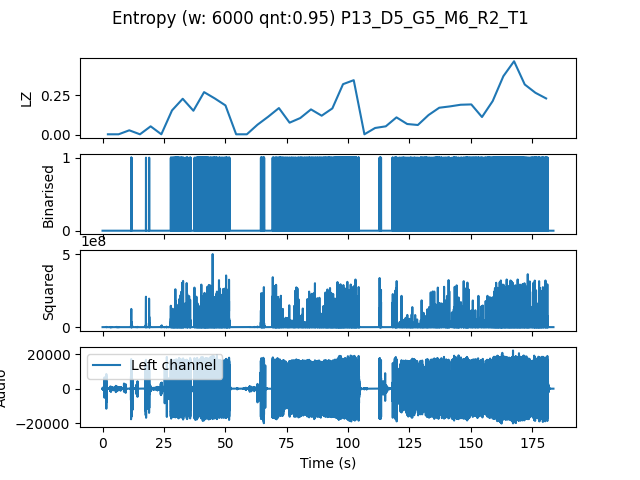 Entropy (w: 6000 qnt:0.95) P13_D5_G5_M6_R2_T1
0.25
0.00
LZ
1
0
Binarised
1e8
5
0
Squared
20000
0
−20000
Audio
Left channel
0 25 50 75 100 125 150 175
Time (s)